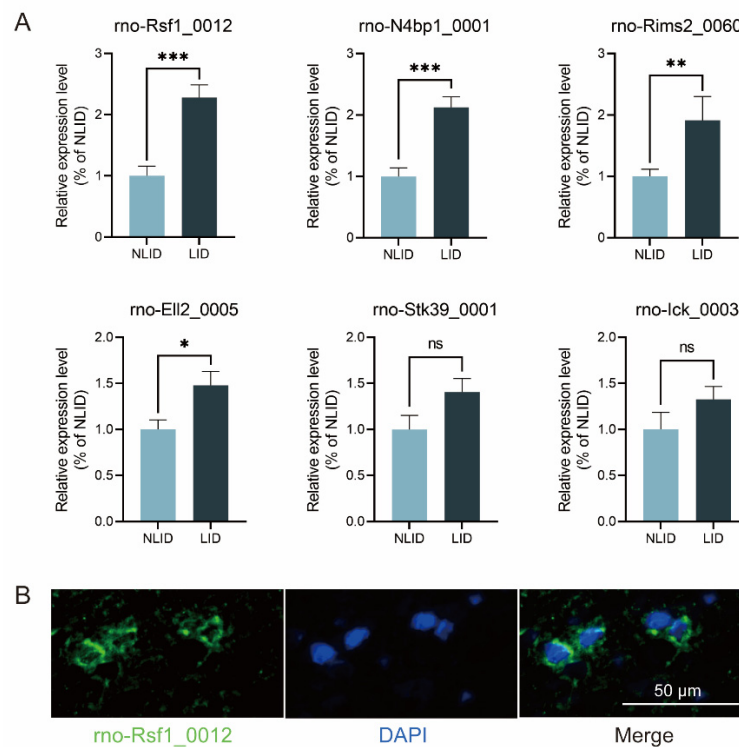 A
rno-Rsf1_0012
rno-N4bp1_0001
rno-Rims2_0060
Relative expression level
(% of NLID)
3
2
1
0
***
NLID
LID
Relative expression level
(% of NLID)
3
2
1
0
***
NLID
LID
Relative expression level
(% of NLID)
3
2
1
0
**
NLID
LID
rno-Ell2_0005
rno-Stk39_0001
rno-Ick_0003
Relative expression level
(% of NLID)
2.0
1.5
1.0
0.5
0.0
*
NLID
LID
Relative expression level
(% of NLID)
2.0
1.5
1.0
0.5
0.0
ns
NLID
LID
Relative expression level
(% of NLID)
2.0
1.5
1.0
0.5
0.0
ns
NLID
LID
B
50 μm
rno-Rsf1_0012
DAPI
Merge